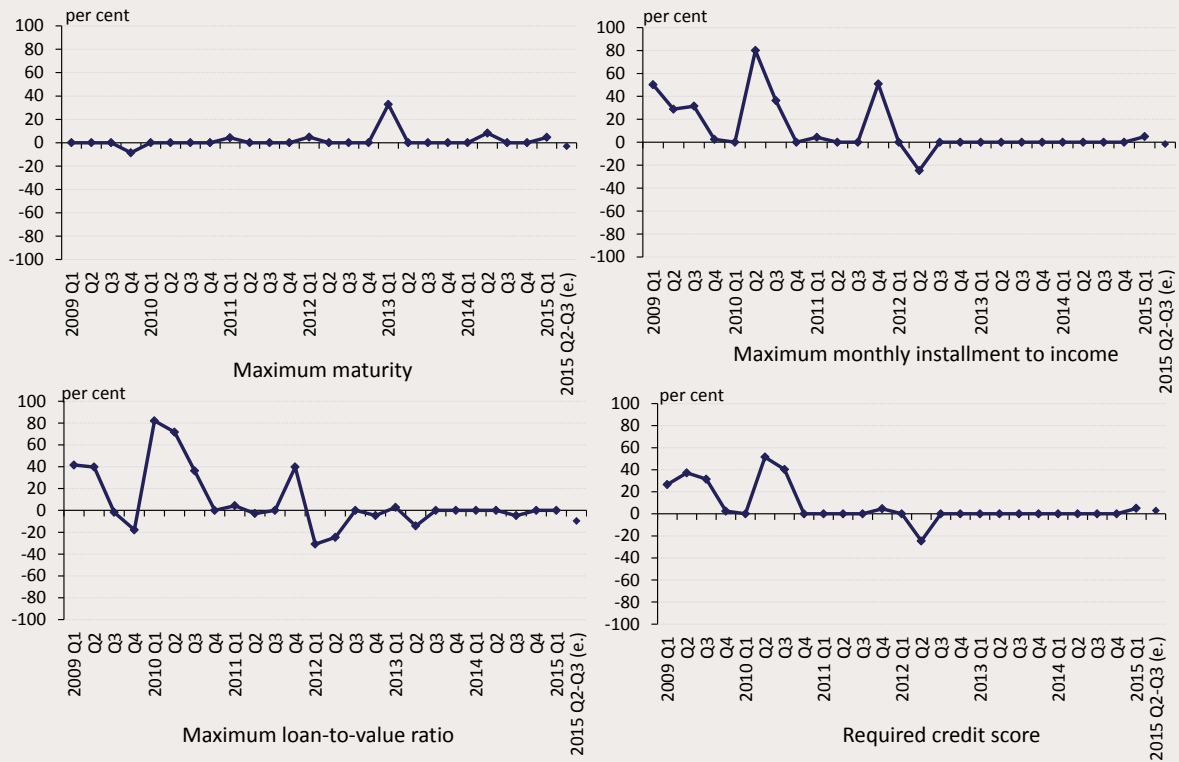 per cent
100
80
60
40
20
0
-20
-40
-60
-80
-100
2009 Q1
Q2
Q3
Q4
2010 Q1
Q2
Q3
Q4
2011 Q1
Q2
Q3
Q4
2012 Q1
Q2
Q3
Q4
2013 Q1
Q2
Q3
Q4
2014 Q1
Q2
Q3
Q4
2015 Q1
2015 Q2-Q3 (e.)
Maximum maturity
per cent
100
80
60
40
20
0
-20
-40
-60
-80
-100
2009 Q1
Q2
Q3
Q4
2010 Q1
Q2
Q3
Q4
2011 Q1
Q2
Q3
Q4
2012 Q1
Q2
Q3
Q4
2013 Q1
Q2
Q3
Q4
2014 Q1
Q2
Q3
Q4
2015 Q1
2015 Q2-Q3 (e.)
Maximum monthly installment to income
per cent
100
80
60
40
20
0
-20
-40
-60
-80
-100
2009 Q1
Q2
Q3
Q4
2010 Q1
Q2
Q3
Q4
2011 Q1
Q2
Q3
Q4
2012 Q1
Q2
Q3
Q4
2013 Q1
Q2
Q3
Q4
2014 Q1
Q2
Q3
Q4
2015 Q1
2015 Q2-Q3 (e.)
Maximum loan-to-value ratio
per cent
100
80
60
40
20
0
-20
-40
-60
-80
-100
2009 Q1
Q2
Q3
Q4
2010 Q1
Q2
Q3
Q4
2011 Q1
Q2
Q3
Q4
2012 Q1
Q2
Q3
Q4
2013 Q1
Q2
Q3
Q4
2014 Q1
Q2
Q3
Q4
2015 Q1
2015 Q2-Q3 (e.)
Required credit score